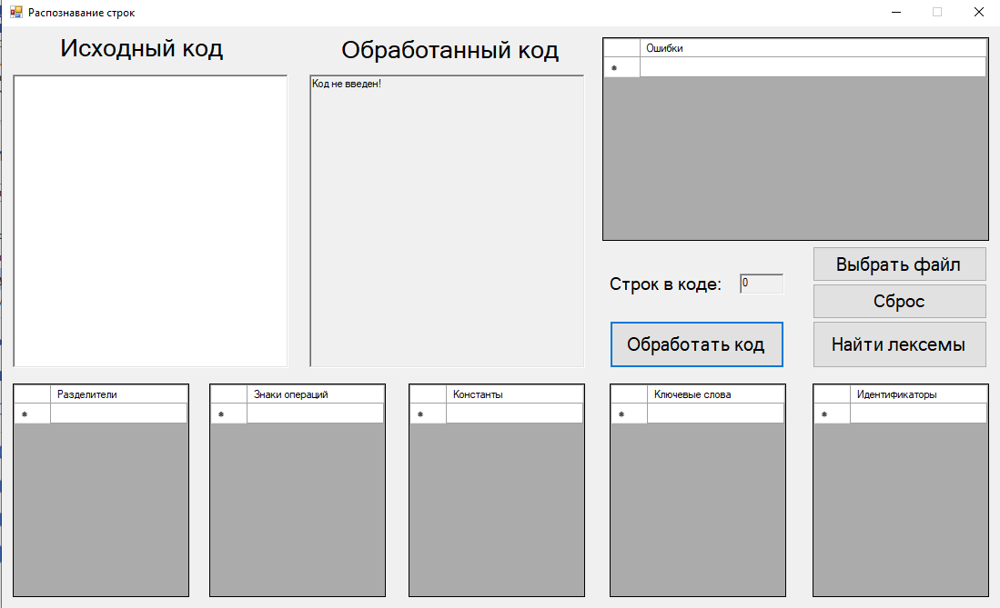 Распознавание строк
Исходный код
Обработанный код
Код не введен!
Ошибки
Строк в коде:
0
Выбрать файл
Сброс
Обработать код
Найти лексемы
Разделители
Знаки операций
Константы
Ключевые слова
Идентификаторы